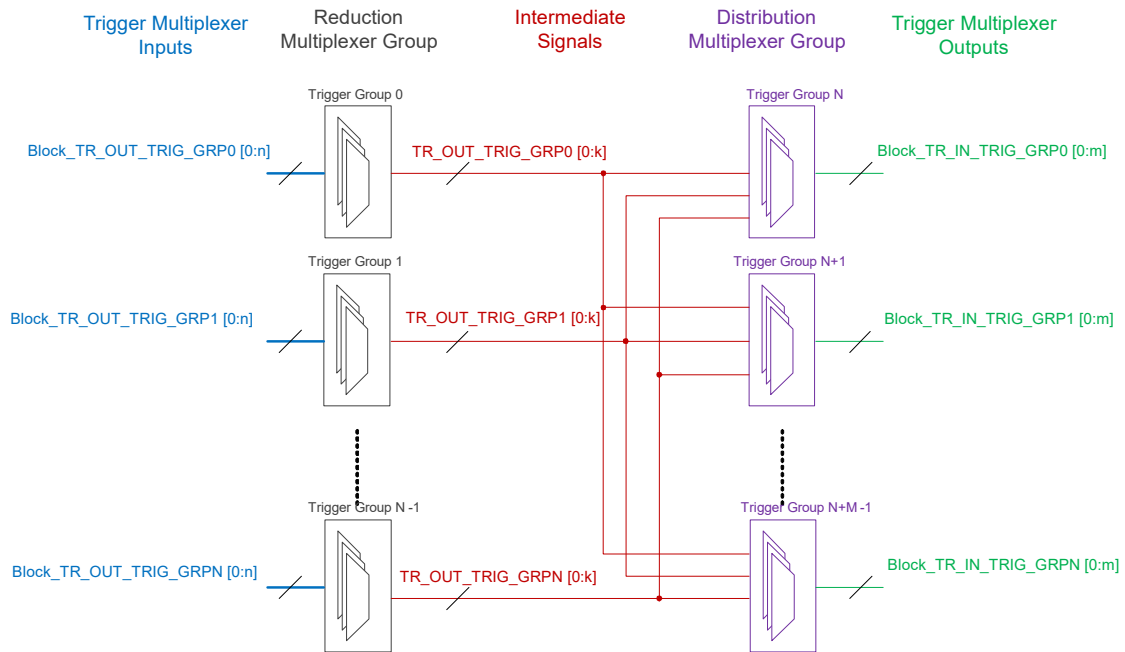 Trigger Multiplexer
Inputs
Reduction
Multiplexer Group
Intermediate
Signals
Distribution
Multiplexer Group
Trigger Multiplexer
Outputs
Trigger Group 0
Trigger Group N
Block_TR_OUT_TRIG_GRP0 [0:n]
TR_OUT_TRIG_GRP0 [0:k]
Block_TR_IN_TRIG_GRP0 [0:m]
Trigger Group 1
Trigger Group N+1
Block_TR_OUT_TRIG_GRP1 [0:n]
TR_OUT_TRIG_GRP1 [0:k]
Block_TR_IN_TRIG_GRP1 [0:m]
Trigger Group N -1
Trigger Group N+M -1
Block_TR_OUT_TRIG_GRPN [0:n]
TR_OUT_TRIG_GRPN [0:k]
Block_TR_IN_TRIG_GRPN [0:m]